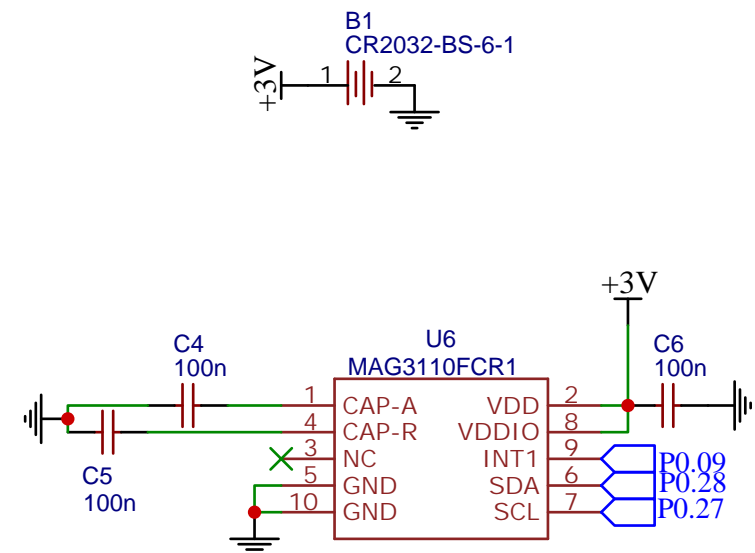 B1
CR2032-BS-6-1
+3V
1
2
+3V
C4
100n
U6
MAG3110FCR1
C6
100n
1
CAP-A
VDD
2
4
CAP-R
VDDIO
8
3
NC
INT1
9
P0.09
5
GND
SDA
6
P0.28
10
GND
SCL
7
P0.27
C5
100n